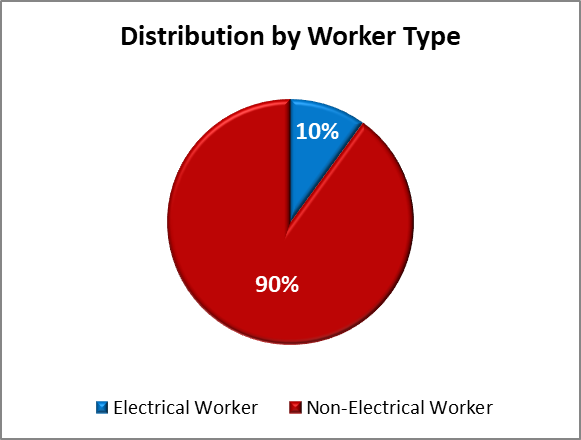 Distribution by Worker Type
10%
90%
Electrical Worker Non-Electrical Worker